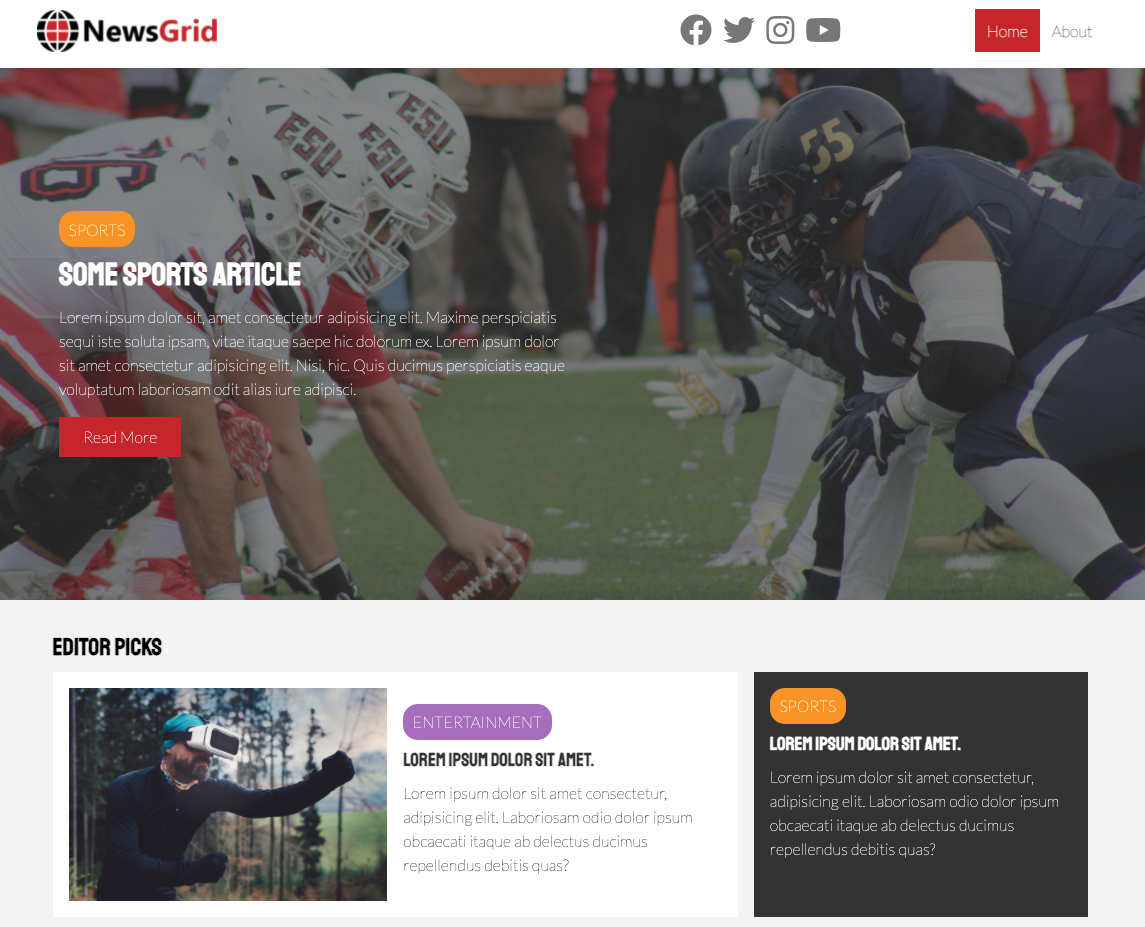 NewsGrid
Home About
ESU ESU ESU
55
SPORTS
SOME SPORTS ARTICLE
Lorem ipsum dolor sit, amet consectetur adipisicing elit. Maxime perspiciatis
sequi iste soluta ipsam, vitae itaque saepe hic dolorum ex. Lorem ipsum dolor
sit amet consectetur adipisicing elit. Nisi, hic. Quis ducimus perspiciatis eaque
voluptatum laboriosam odit alias iure adipisci.
Read More
EDITOR PICKS
ENTERTAINMENT
LOREM IPSUM DOLOR SIT AMET.
Lorem ipsum dolor sit amet consectetur,
adipisicing elit. Laboriosam odio dolor ipsum
obcaecati itaque ab delectus ducimus
repellendus debitis quas?
SPORTS
LOREM IPSUM DOLOR SIT AMET.
Lorem ipsum dolor sit amet consectetur,
adipisicing elit. Laboriosam odio dolor ipsum
obcaecati itaque ab delectus ducimus
repellendus debitis quas?